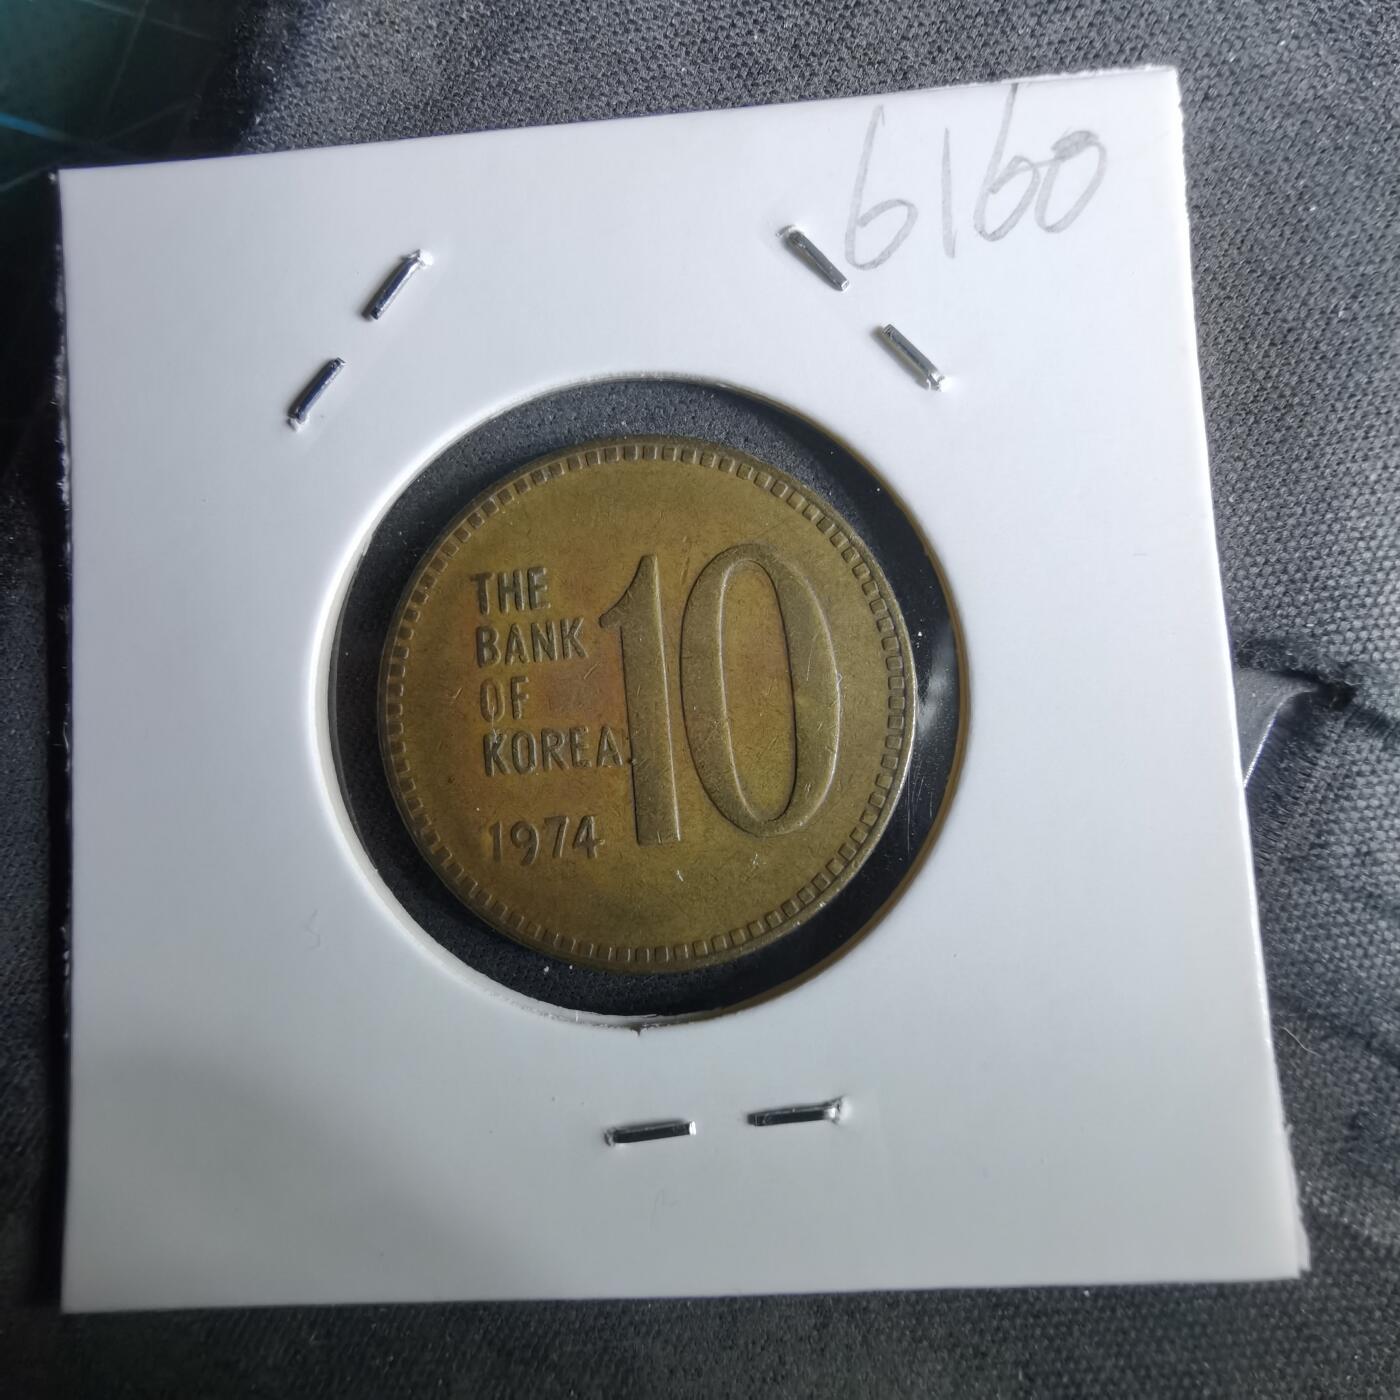 6160
THE
BANK
OF
KOREA
1974
10